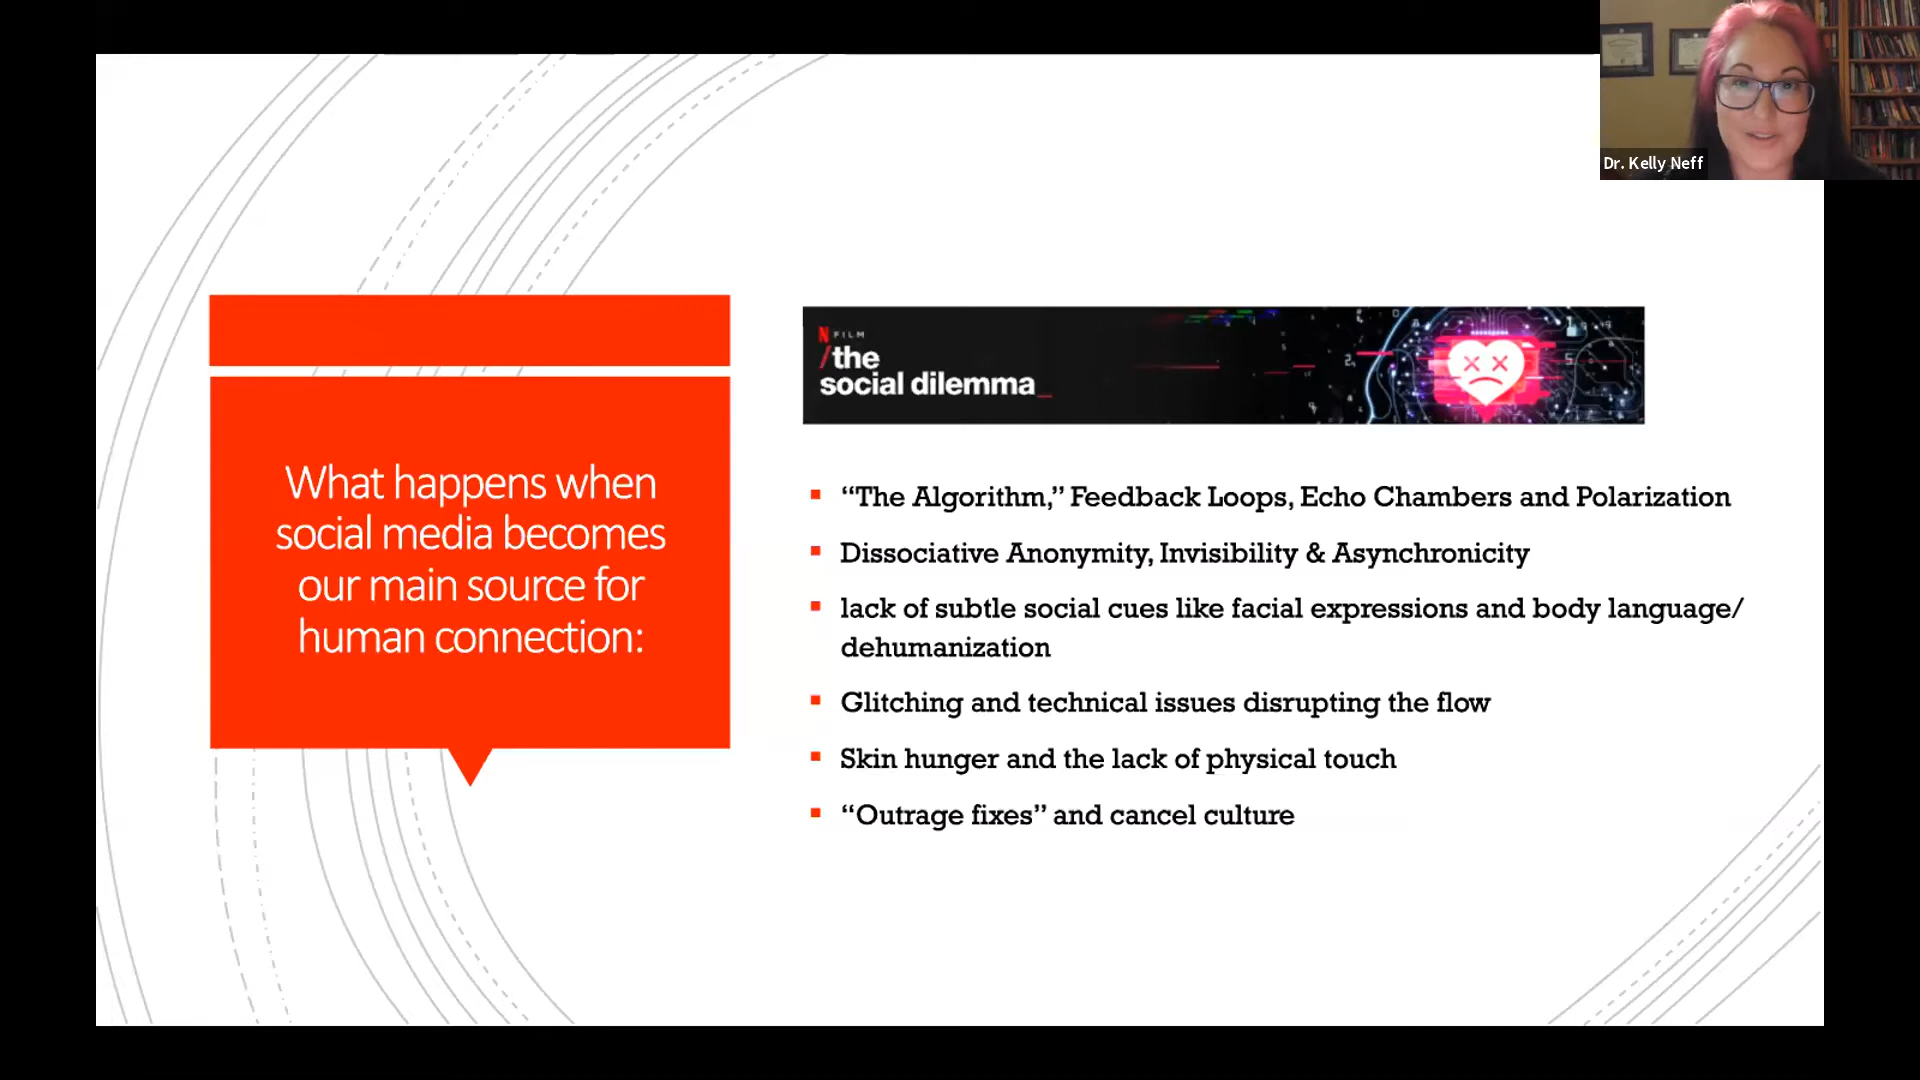 Dr. Kelly Neff
What happens when
social media becomes
our main source for
human connection:
N FILM
/the
social dilemma_
“The Algorithm,” Feedback Loops, Echo Chambers and Polarization
Dissociative Anonymity, Invisibility & Asynchronicity
lack of subtle social cues like facial expressions and body language/
dehumanization
Glitching and technical issues disrupting the flow
Skin hunger and the lack of physical touch
“Outrage fixes” and cancel culture